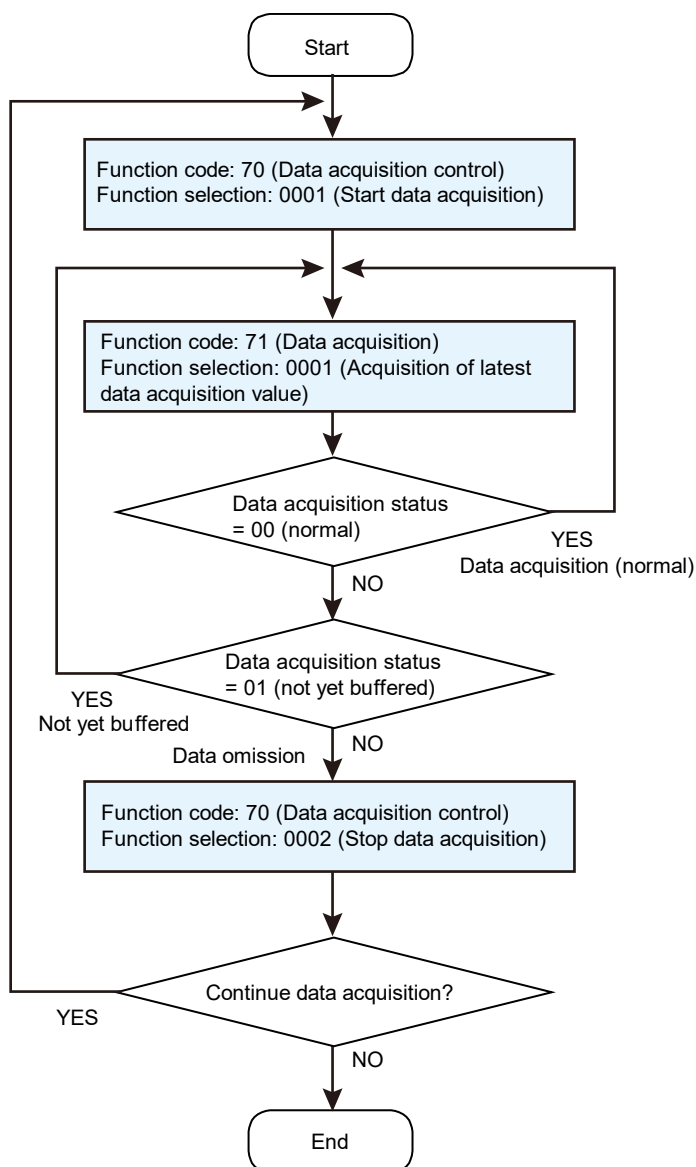 Start
Function code: 70 (Data acquisition control)
Function selection: 0001 (Start data acquisition)
Function code: 71 (Data acquisition)
Function selection: 0001 (Acquisition of latest
data acquisition value)
Data acquisition status
= 00 (normal)
YES
Data acquisition (normal)
NO
Data acquisition status
= 01 (not yet buffered)
YES
Not yet buffered
NO
Data omission
Function code: 70 (Data acquisition control)
Function selection: 0002 (Stop data acquisition)
Continue data acquisition?
YES
NO
End